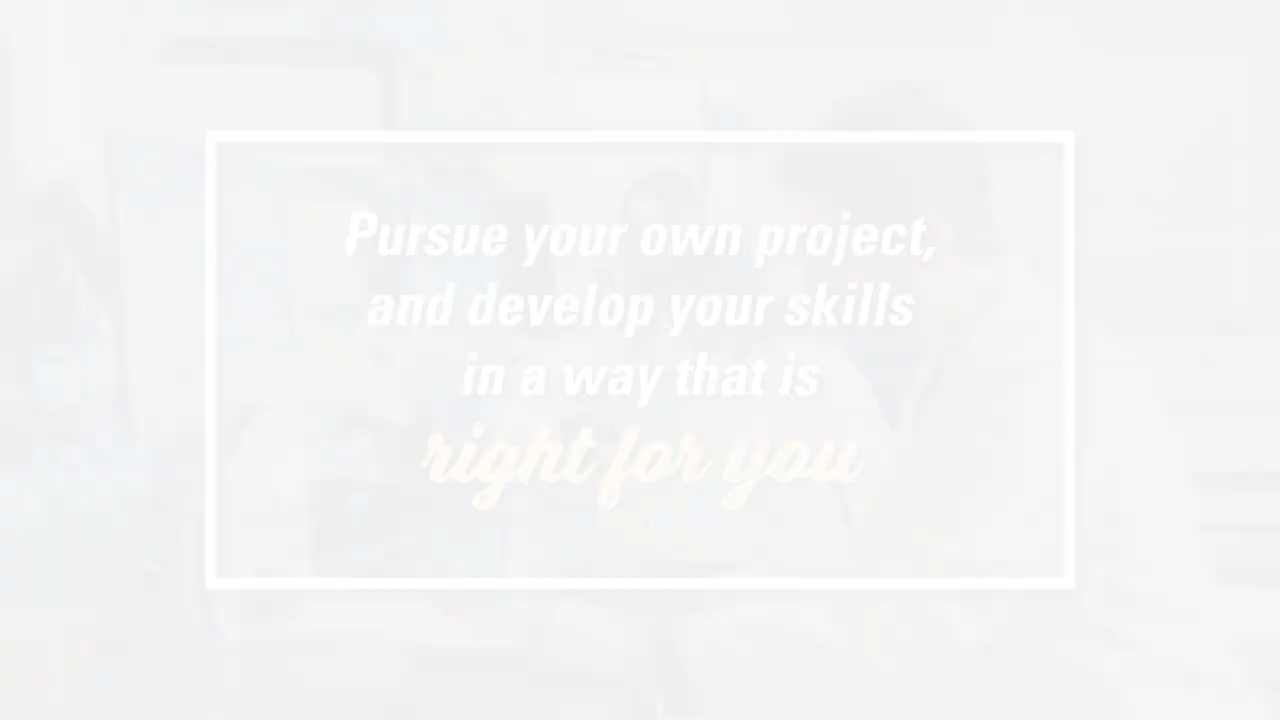 Pursue your own project,
and develop your skills
in a way that is
right for you